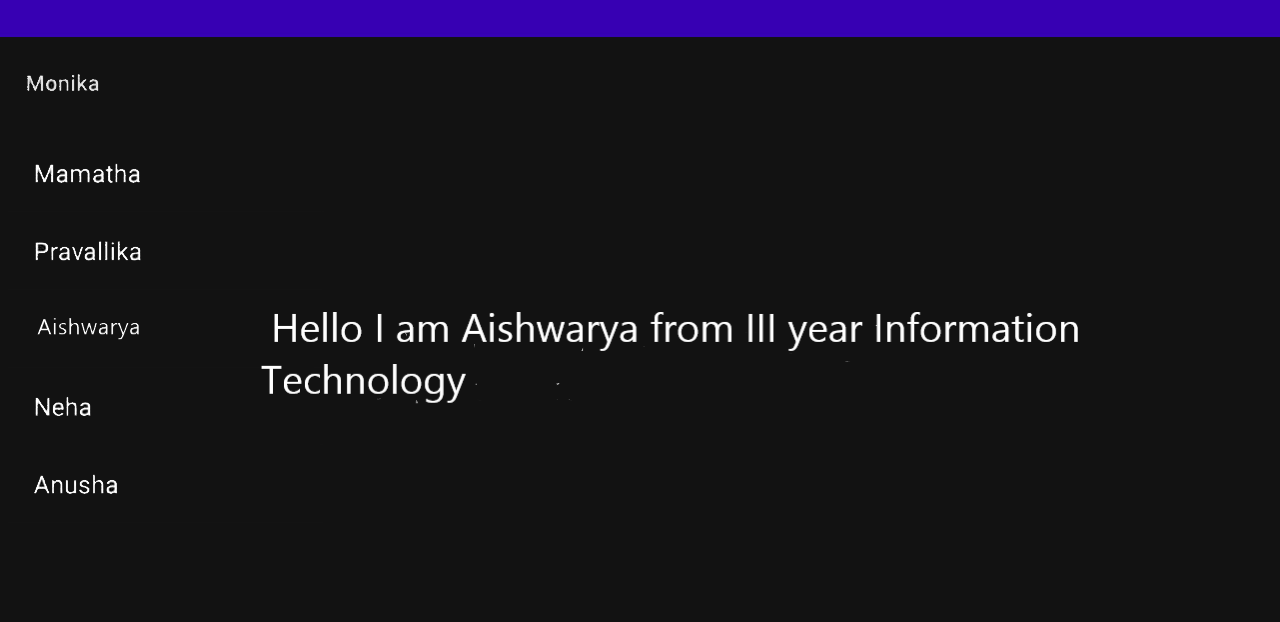 Monika
Mamatha
Pravallika
Aishwarya
Hello I am Aishwarya from III year Information
Technology
Neha
Anusha